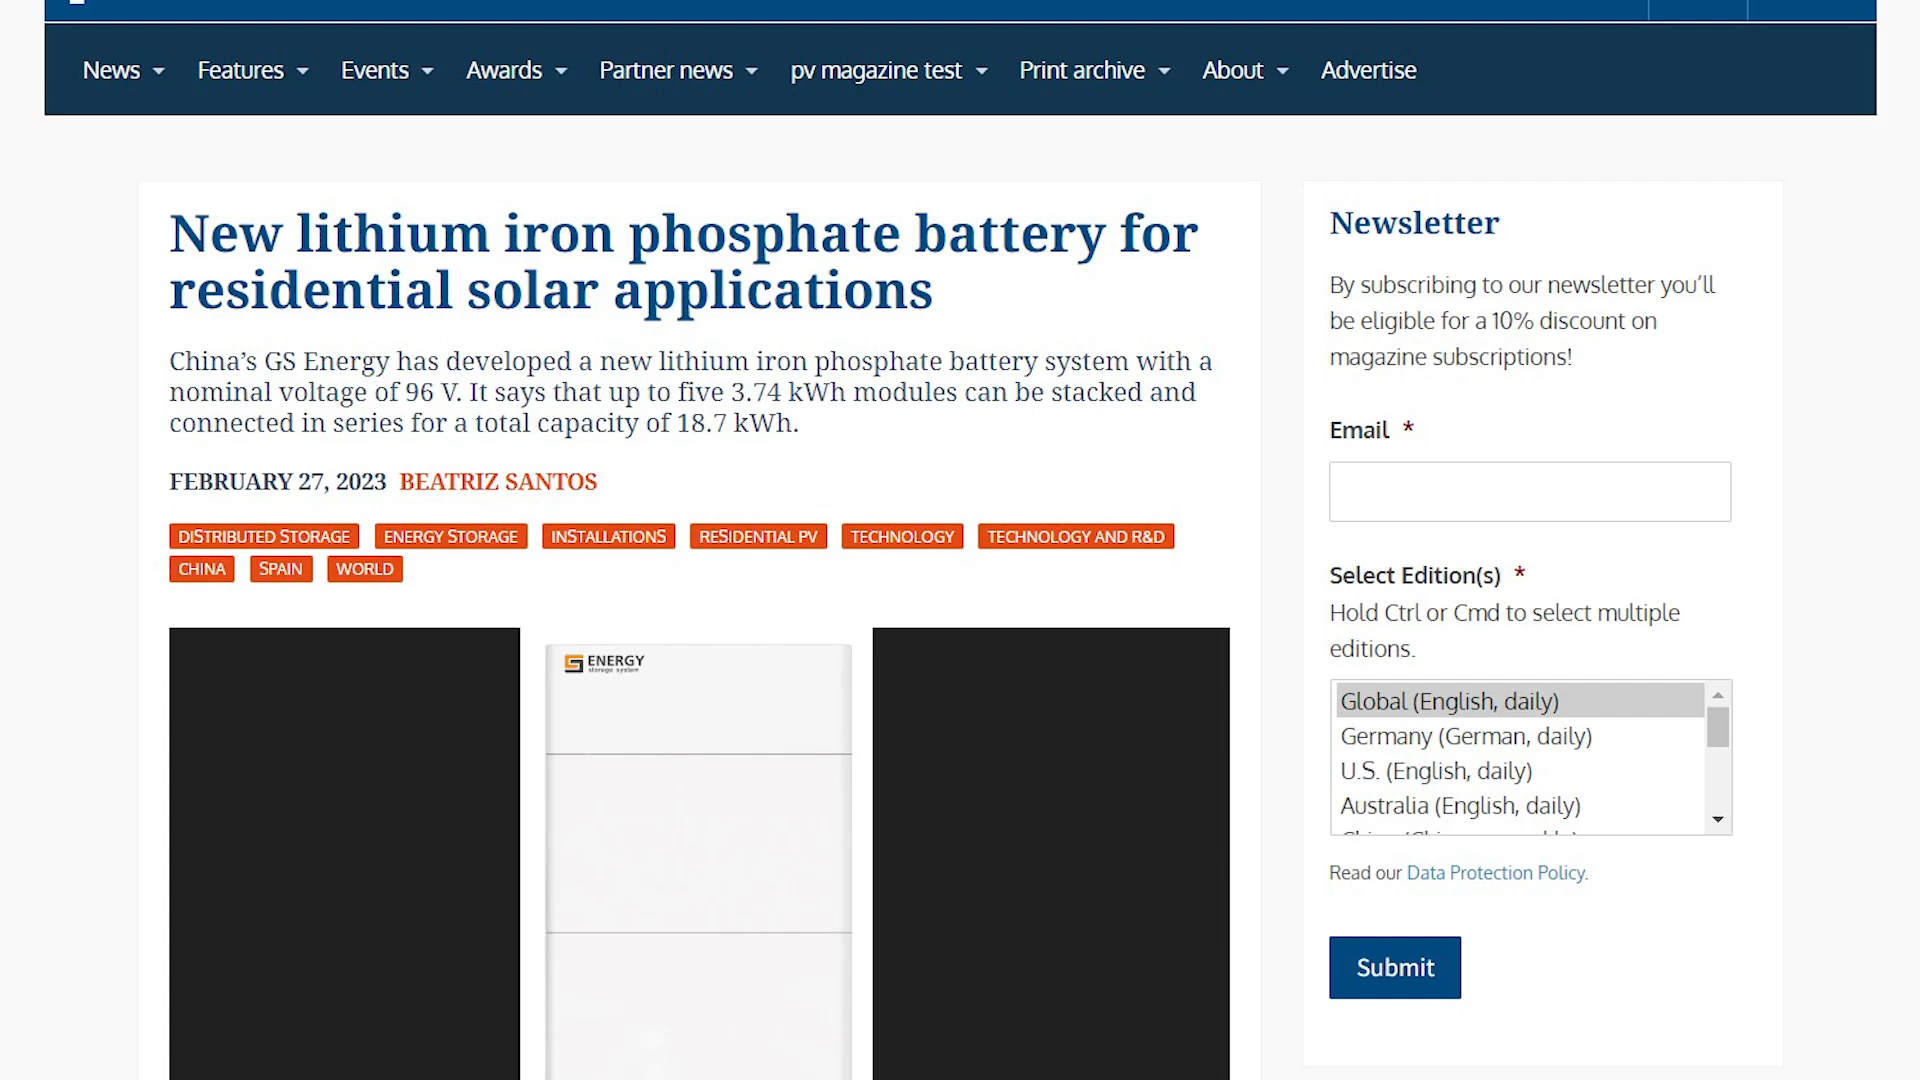 News
Features
Events
Awards
Partner news
pv magazine test
Print archive
About
Advertise
New lithium iron phosphate battery for
residential solar applications
China’s GS Energy has developed a new lithium iron phosphate battery system with a
nominal voltage of 96 V. It says that up to five 3.74 kWh modules can be stacked and
connected in series for a total capacity of 18.7 kWh.
FEBRUARY 27, 2023 BEATRIZ SANTOS
DISTRIBUTED STORAGE ENERGY STORAGE INSTALLATIONS RESIDENTIAL PV TECHNOLOGY TECHNOLOGY AND R&D
CHINA SPAIN WORLD
ENERGY
storage system
Newsletter
By subscribing to our newsletter you’ll
be eligible for a 10% discount on
magazine subscriptions!
Email *
Select Edition(s) *
Hold Ctrl or Cmd to select multiple
editions.
Global (English, daily)
Germany (German, daily)
U.S. (English, daily)
Australia (English, daily)
Read our Data Protection Policy.
Submit